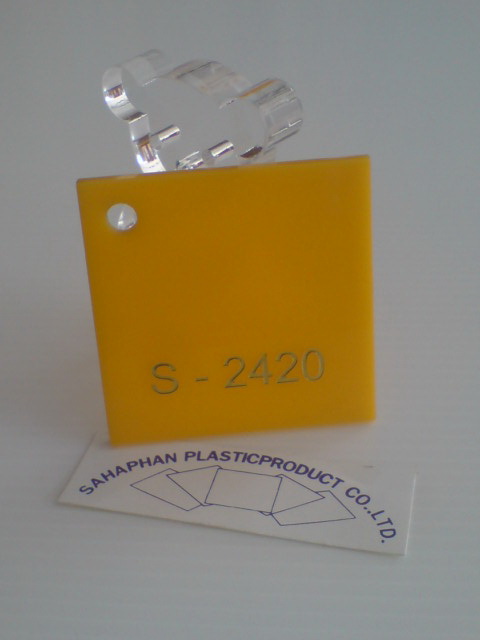 S - 2420
SAHAPHAN PLASTICPRODUCT CO.,LTD.